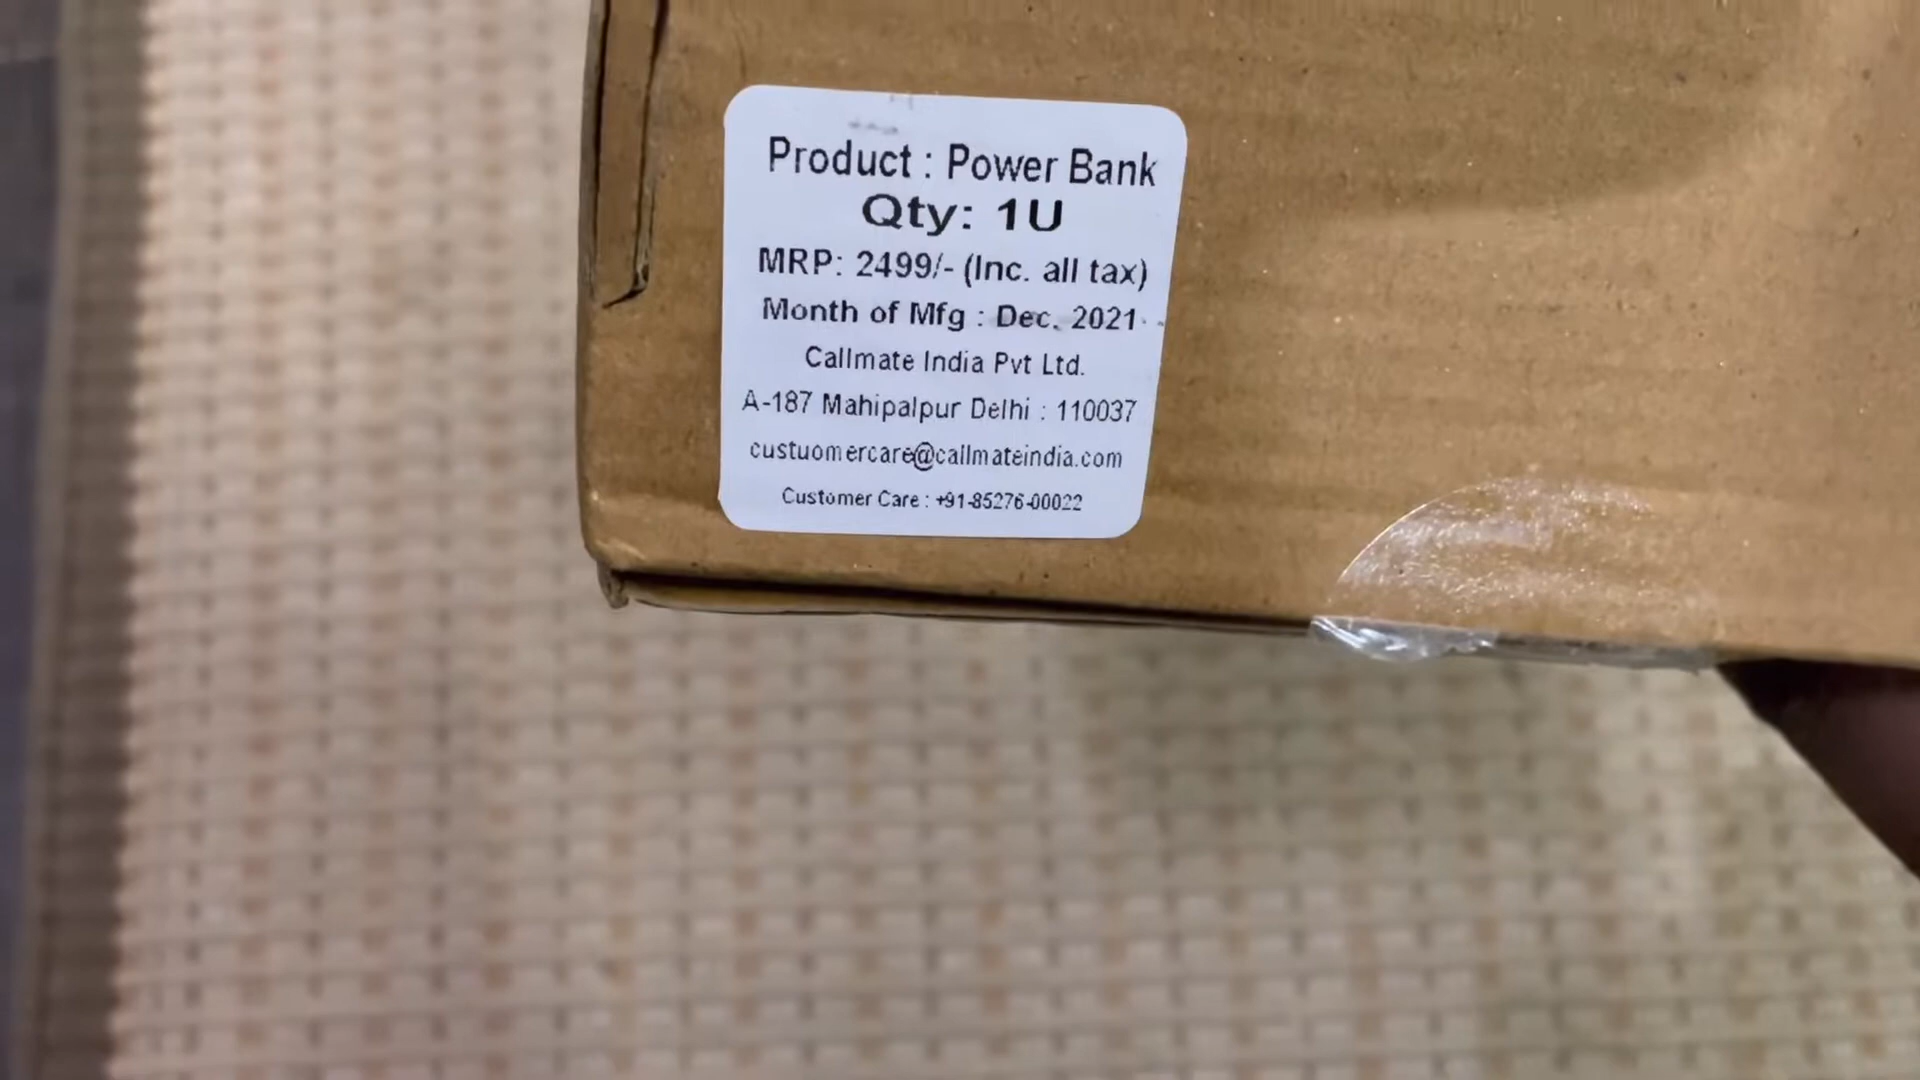 Product : Power Bank
Qty: 1U
MRP: 2499/- (Inc. all tax)
Month of Mfg : Dec. 2021
Callmate India Pvt Ltd.
A-187 Mahipalpur Delhi : 110037
custuomercare@callmateindia.com
Customer Care : +91-85276-00022